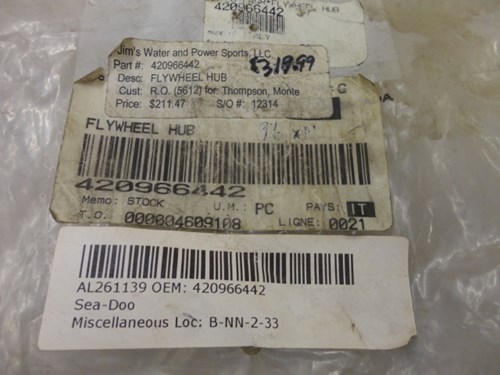 FLYWHEEL HUB
420966442
Jim's Water and Power Sports, LLC
Part #: 420966442
Desc: FLYWHEEL HUB
Cust: R.O. (5612) for: Thompson, Monte
Price: $211.47 S/O #: 12314
FLYWHEEL HUB
420966442
Memo: STOCK U.M.: PC PAYS: IT
T.O. 000004609108 LIGNE: 0021
AL261139 OEM: 420966442
Sea-Doo
Miscellaneous Loc: B-NN-2-33